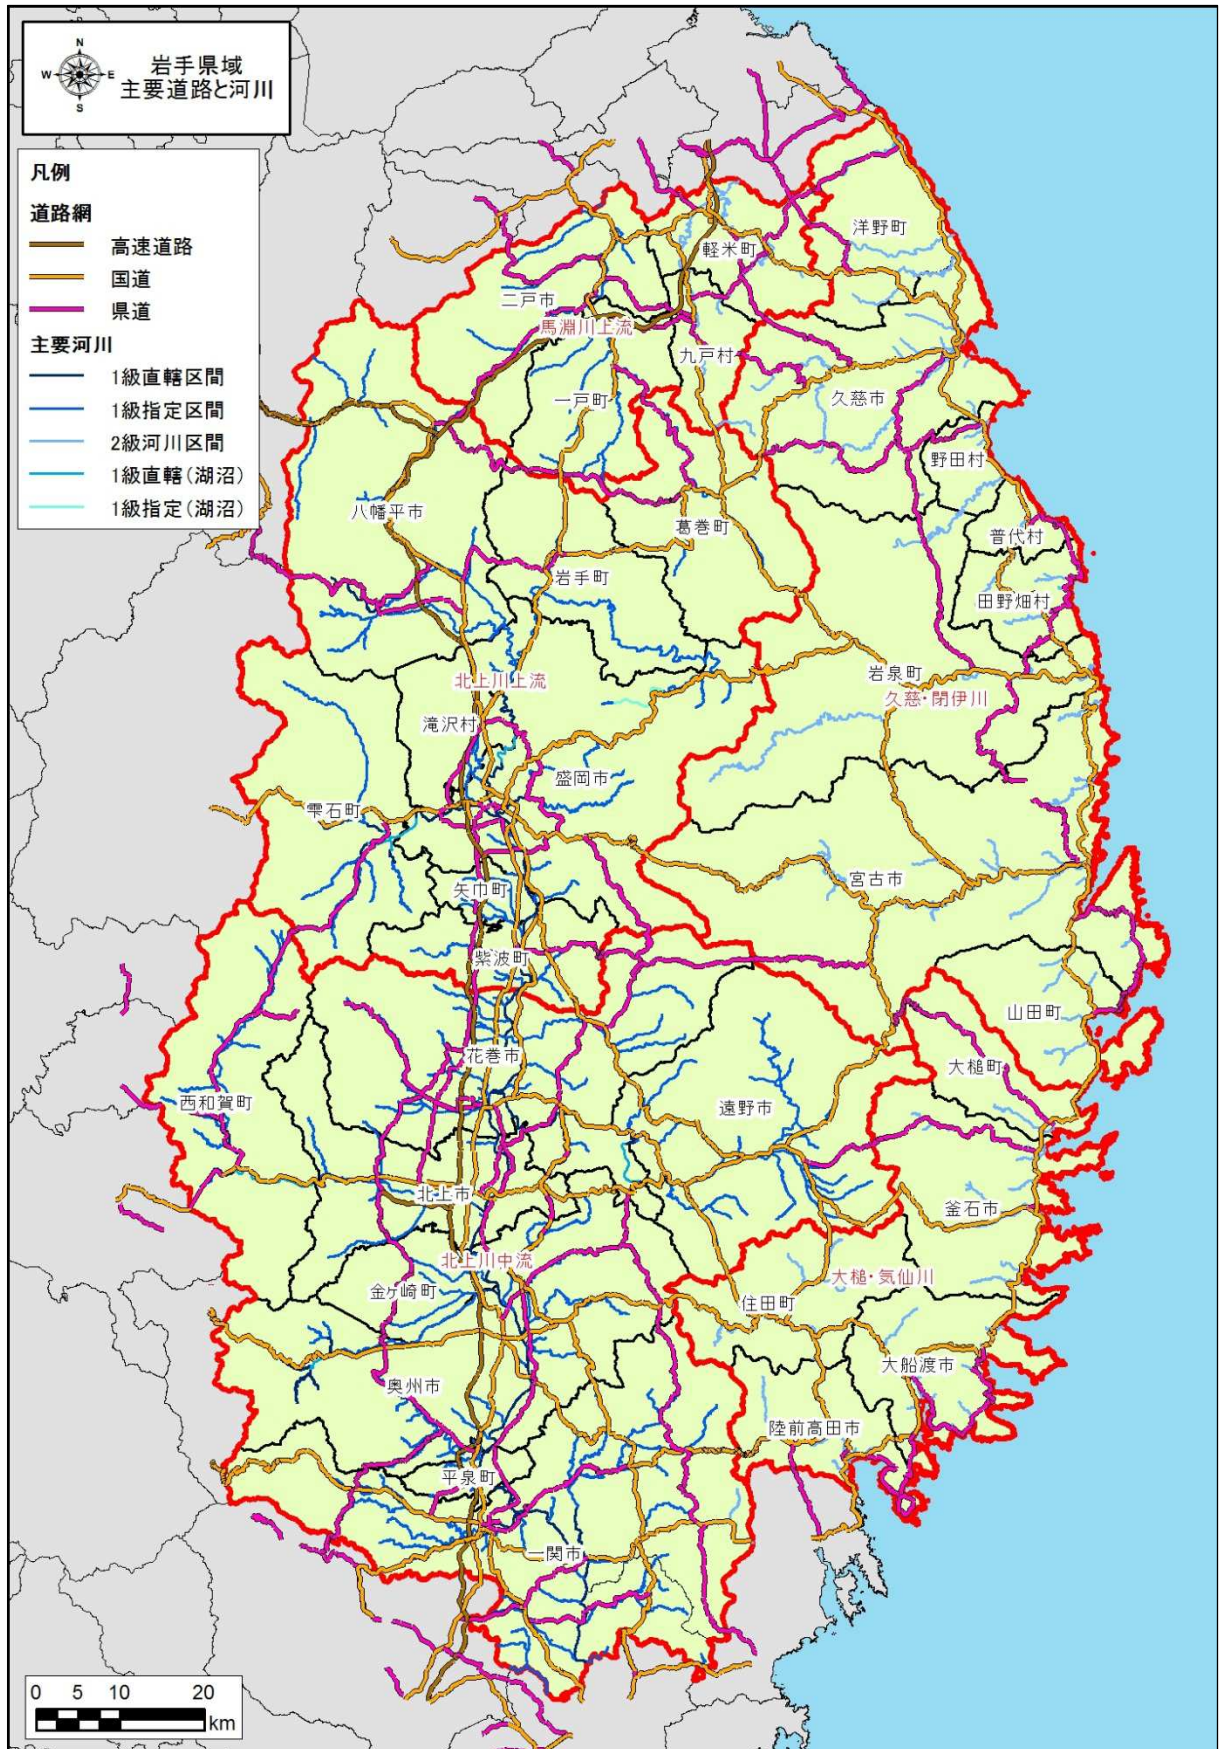 N
W
E
S
岩手県域
主要道路と河川
凡例
道路網
高速道路
国道
県道
主要河川
1級直轄区間
1級指定区間
2級河川区間
1級直轄(湖沼)
1級指定(湖沼)
洋野町
軽米町
二戸市
馬淵川上流
九戸村
一戸町
久慈市
野田村
八幡平市
葛巻町
普代村
岩手町
田野畑村
岩泉町
北上川上流
久慈・閉伊川
滝沢村
盛岡市
雫石町
宮古市
矢巾町
紫波町
山田町
花巻市
大槌町
西和賀町
遠野市
北上市
釜石市
北上川中流
大槌・気仙川
金ヶ崎町
住田町
大船渡市
奥州市
陸前高田市
平泉町
一関市
0 5 10 20
km